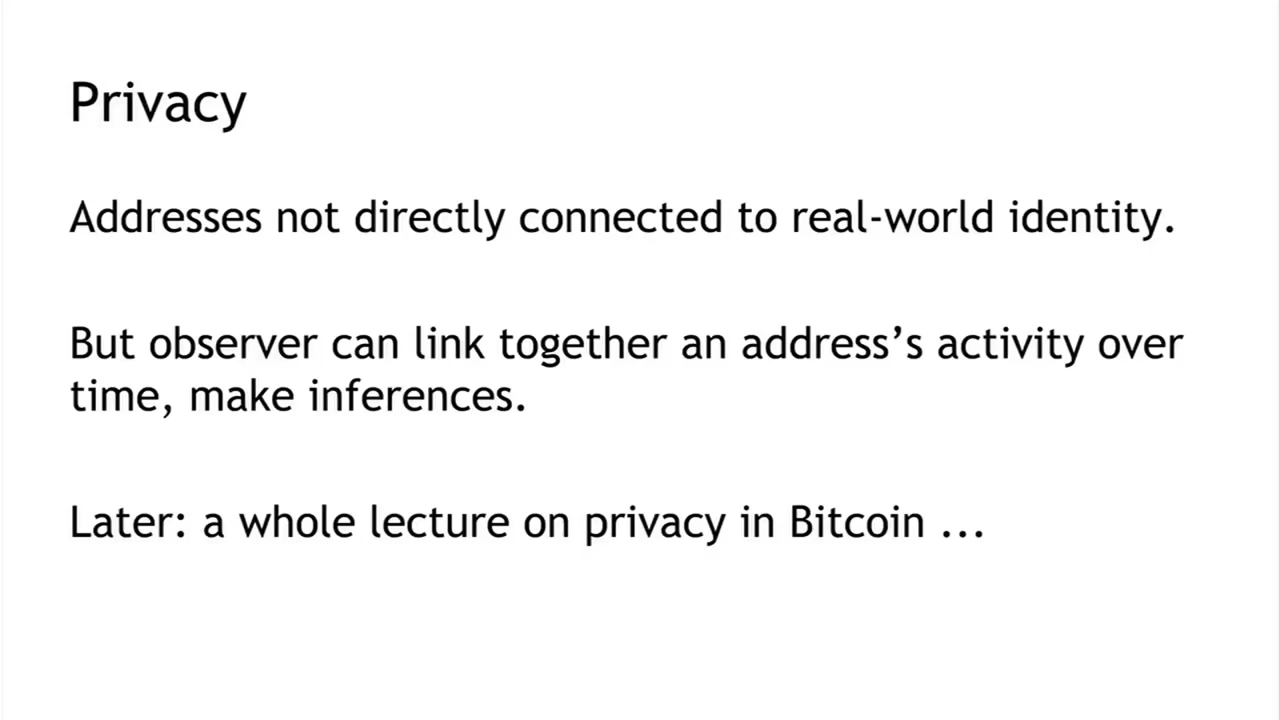 Privacy
Addresses not directly connected to real-world identity.
But observer can link together an address’s activity over
time, make inferences.
Later: a whole lecture on privacy in Bitcoin ...